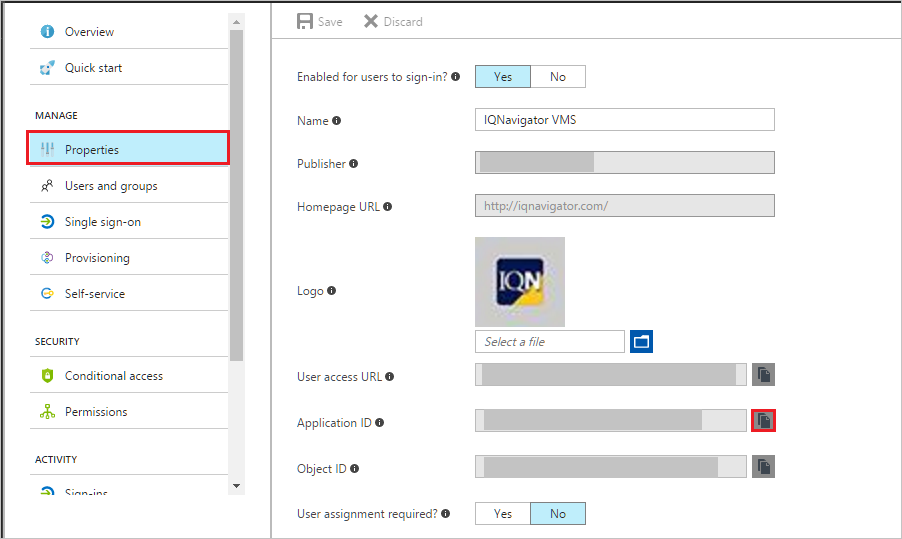 Overview
Quick start
MANAGE
Properties
Users and groups
Single sign-on
Provisioning
Self-service
SECURITY
Conditional access
Permissions
ACTIVITY
Sign-ins
Save Discard
Enabled for users to sign-in? Yes No
Name IQNavigator VMS
Publisher
Homepage URL http://iqnavigator.com/
Logo IQN
Select a file
User access URL
Application ID
Object ID
User assignment required? Yes No